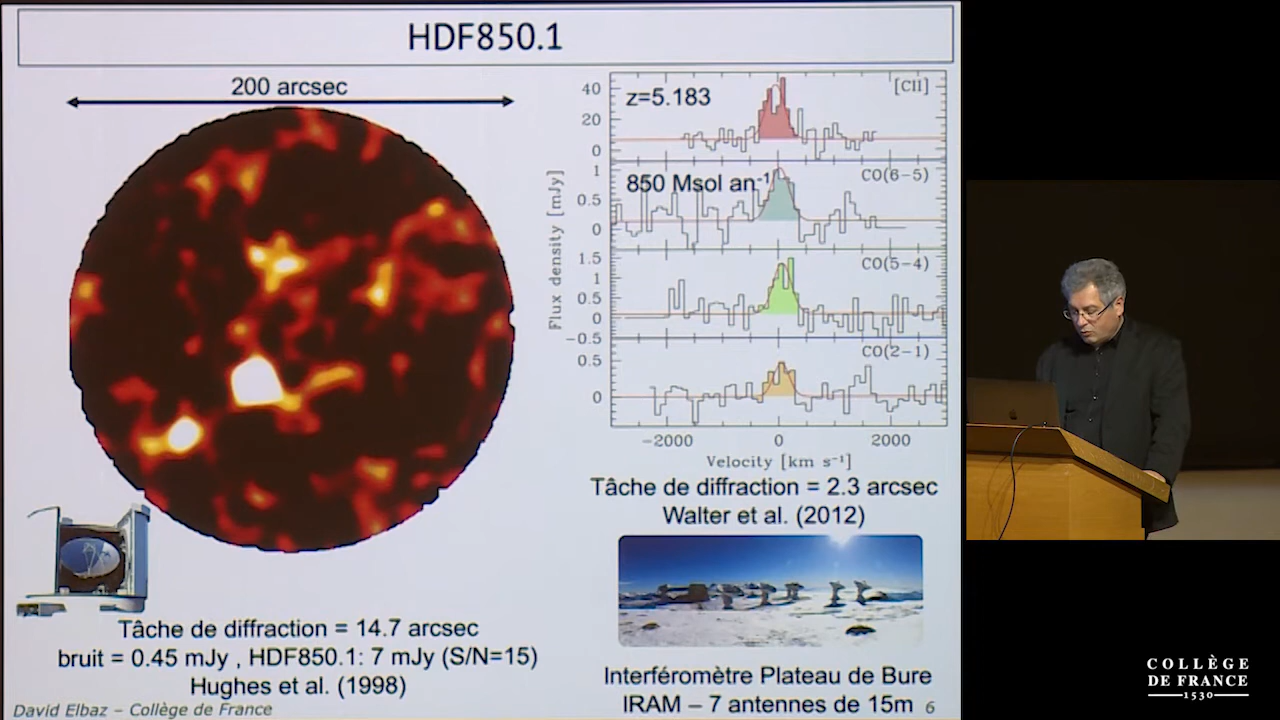 HDF850.1
200 arcsec
Tâche de diffraction = 14.7 arcsec
bruit = 0.45 mJy , HDF850.1: 7 mJy (S/N=15)
Hughes et al. (1998)
David Elbaz – Collège de France
z=5.183
[CII]
40
20
0
850 Msol an⁻¹
CO(6-5)
1
0.5
0
CO(5-4)
1.5
1
0.5
0
−0.5
CO(2-1)
0.5
0
Flux density [mJy]
−2000 0 2000
Velocity [km s⁻¹]
Tâche de diffraction = 2.3 arcsec
Walter et al. (2012)
Interféromètre Plateau de Bure
IRAM – 7 antennes de 15m 6
COLLÈGE
DE FRANCE
1530